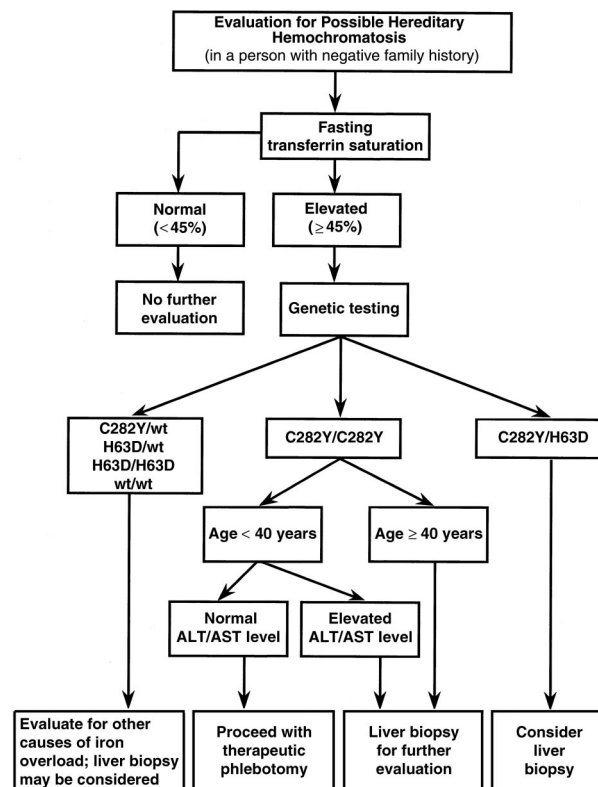 Evaluation for Possible Hereditary
Hemochromatosis
(in a person with negative family history)
Fasting
transferrin saturation
Normal
(<45%)
Elevated
(≥45%)
No further
evaluation
Genetic testing
C282Y/wt
H63D/wt
H63D/H63D
wt/wt
C282Y/C282Y
C282Y/H63D
Age < 40 years
Age ≥ 40 years
Normal
ALT/AST level
Elevated
ALT/AST level
Evaluate for other
causes of iron
overload; liver biopsy
may be considered
Proceed with
therapeutic
phlebotomy
Liver biopsy
for further
evaluation
Consider
liver
biopsy